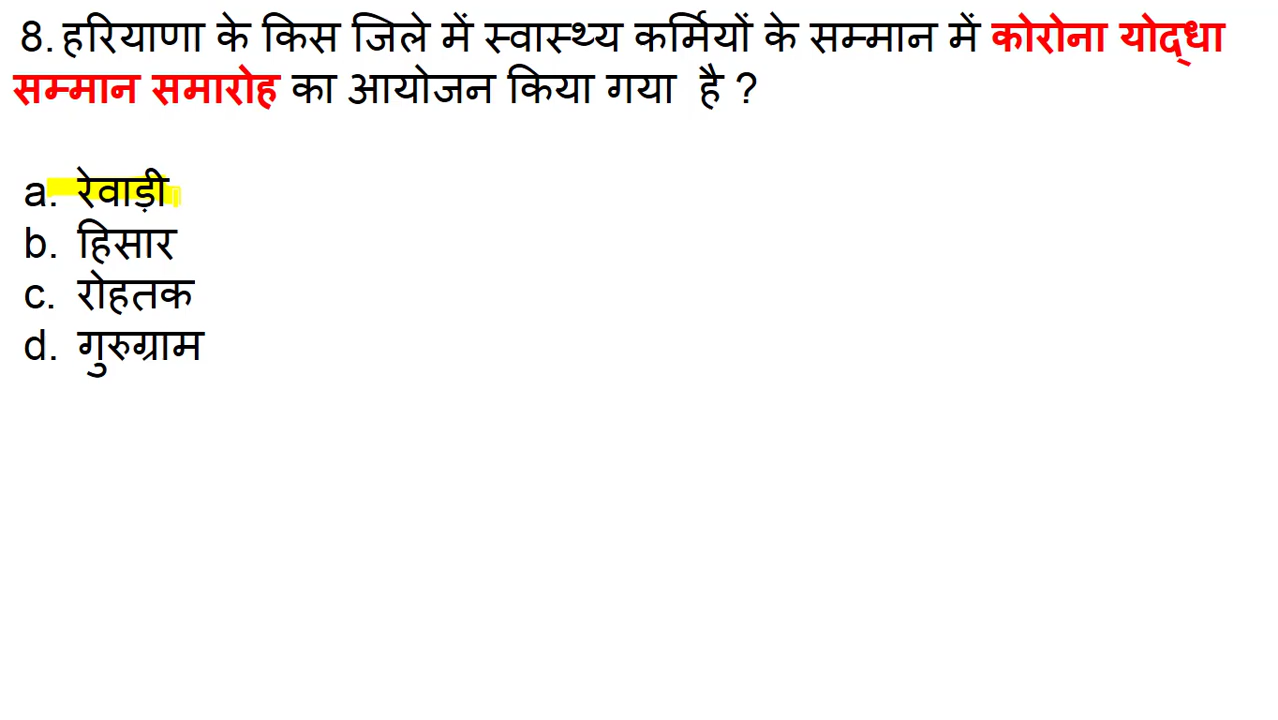 8. हरियाणा के किस जिले में स्वास्थ्य कर्मियों के सम्मान में कोरोना योद्धा
सम्मान समारोह का आयोजन किया गया है ?
a. रेवाड़ी
b. हिसार
c. रोहतक
d. गुरुग्राम